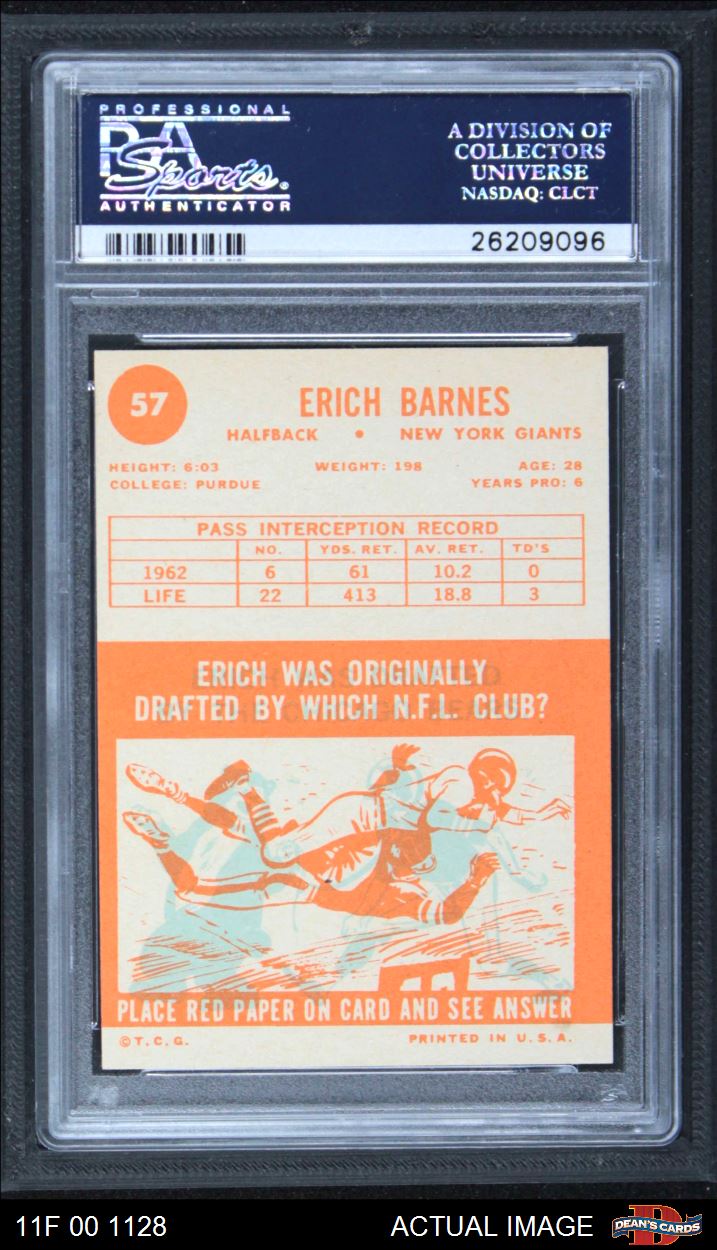 PROFESSIONAL
PSA
Sports®
AUTHENTICATOR
A DIVISION OF
COLLECTORS
UNIVERSE
NASDAQ: CLCT
26209096
57
ERICH BARNES
HALFBACK • NEW YORK GIANTS
HEIGHT: 6:03 WEIGHT: 198 AGE: 28
COLLEGE: PURDUE YEARS PRO: 6
PASS INTERCEPTION RECORD
NO. YDS. RET. AV. RET. TD'S
1962 6 61 10.2 0
LIFE 22 413 18.8 3
ERICH WAS ORIGINALLY
DRAFTED BY WHICH N.F.L. CLUB?
PLACE RED PAPER ON CARD AND SEE ANSWER
©T.C.G. PRINTED IN U.S.A.
11F 00 1128 ACTUAL IMAGE DEAN'S CARDS